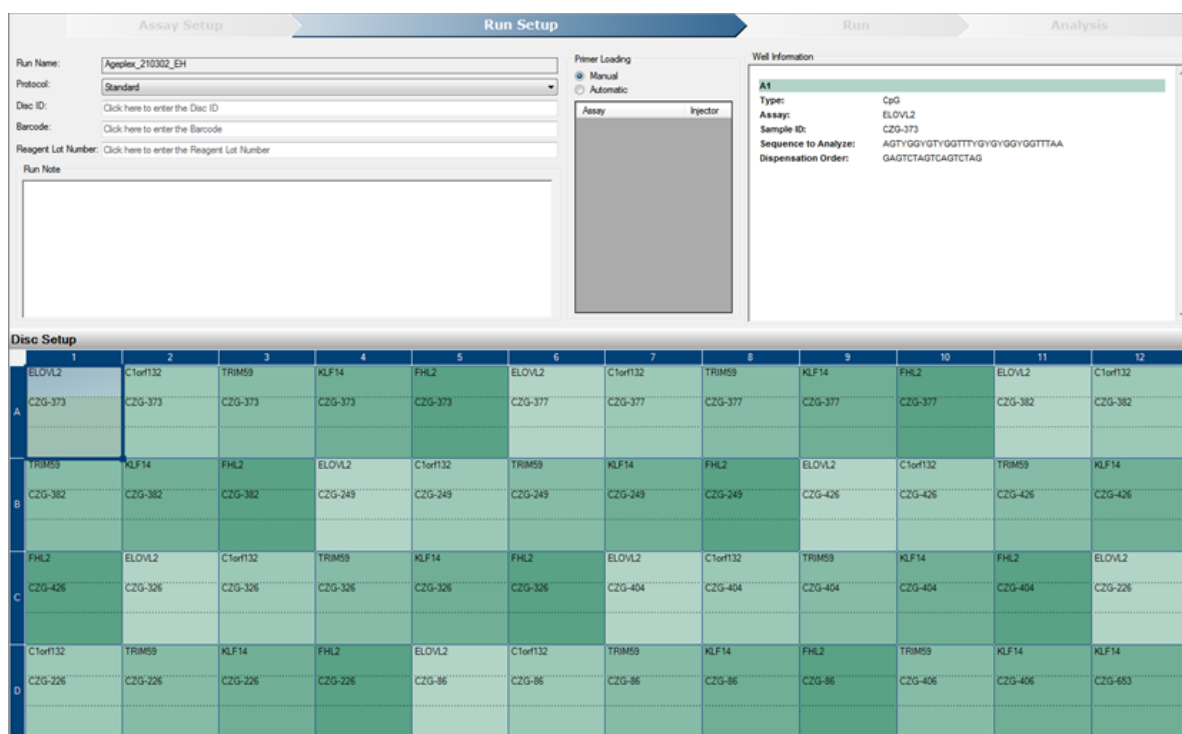 Assay Setup Run Setup Run Analysis
Run Name: Ageplex_210302_EH
Protocol: Standard
Disc ID: Click here to enter the Disc ID
Barcode: Click here to enter the Barcode
Reagent Lot Number: Click here to enter the Reagent Lot Number
Run Note
Primer Loading
Manual
Automatic
Assay Injector
Well Information
A1
Type: CpG
Assay: ELOVL2
Sample ID: CZG-373
Sequence to Analyze: AGTYGGYGTYGGTTTYGYGYGGYGGTTTAA
Dispensation Order: GAGTCTAGTCAGTCTAG
Disc Setup
1 2 3 4 5 6 7 8 9 10 11 12
A
ELOVL2 C1orf132 TRIM59 KLF14 FHL2 ELOVL2 C1orf132 TRIM59 KLF14 FHL2 ELOVL2 C1orf132
CZG-373 CZG-373 CZG-373 CZG-373 CZG-373 CZG-377 CZG-377 CZG-377 CZG-377 CZG-377 CZG-382 CZG-382
B
TRIM59 KLF14 FHL2 ELOVL2 C1orf132 TRIM59 KLF14 FHL2 ELOVL2 C1orf132 TRIM59 KLF14
CZG-382 CZG-382 CZG-382 CZG-249 CZG-249 CZG-249 CZG-249 CZG-249 CZG-426 CZG-426 CZG-426 CZG-426
C
FHL2 ELOVL2 C1orf132 TRIM59 KLF14 FHL2 ELOVL2 C1orf132 TRIM59 KLF14 FHL2 ELOVL2
CZG-426 CZG-326 CZG-326 CZG-326 CZG-326 CZG-326 CZG-404 CZG-404 CZG-404 CZG-404 CZG-404 CZG-226
D
C1orf132 TRIM59 KLF14 FHL2 ELOVL2 C1orf132 TRIM59 KLF14 FHL2 TRIM59 KLF14 KLF14
CZG-226 CZG-226 CZG-226 CZG-226 CZG-86 CZG-86 CZG-86 CZG-86 CZG-86 CZG-406 CZG-406 CZG-653